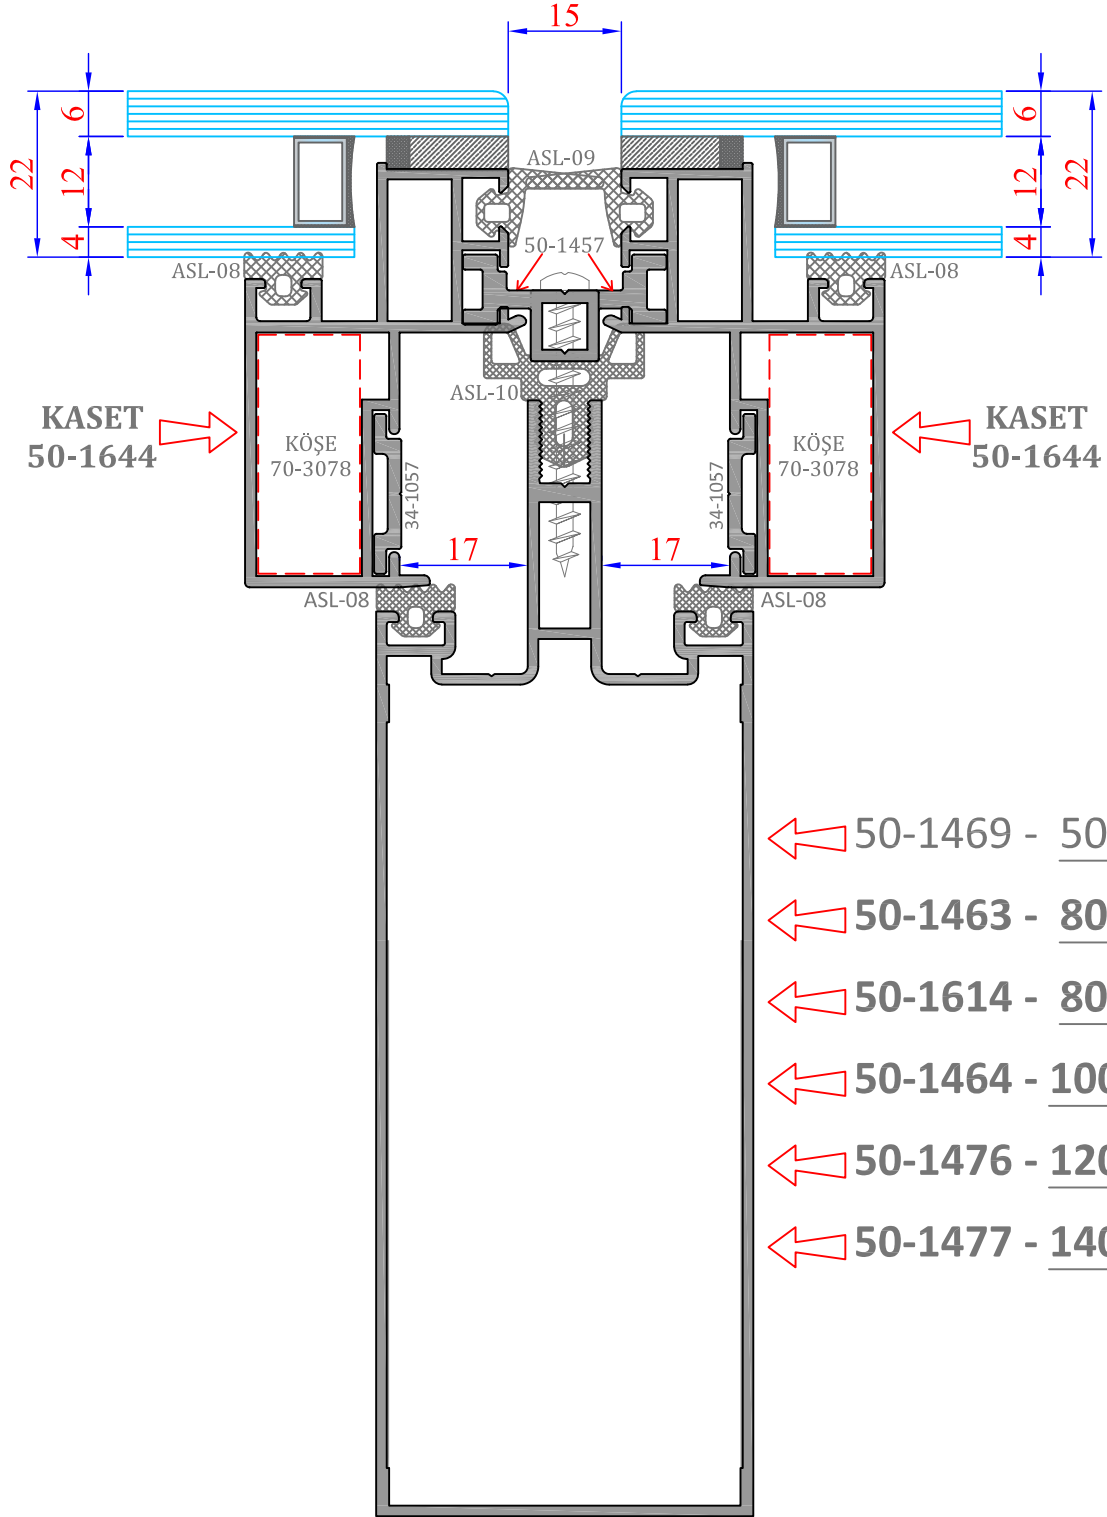 15
6
12
22
4
6
12
22
4
ASL-09
50-1457
ASL-08
ASL-08
ASL-10
KASET
50-1644
KÖŞE
70-3078
34-1057
34-1057
KÖŞE
70-3078
KASET
50-1644
17
17
ASL-08
ASL-08
50-1469 - 50
50-1463 - 80
50-1614 - 80
50-1464 - 100
50-1476 - 120
50-1477 - 140